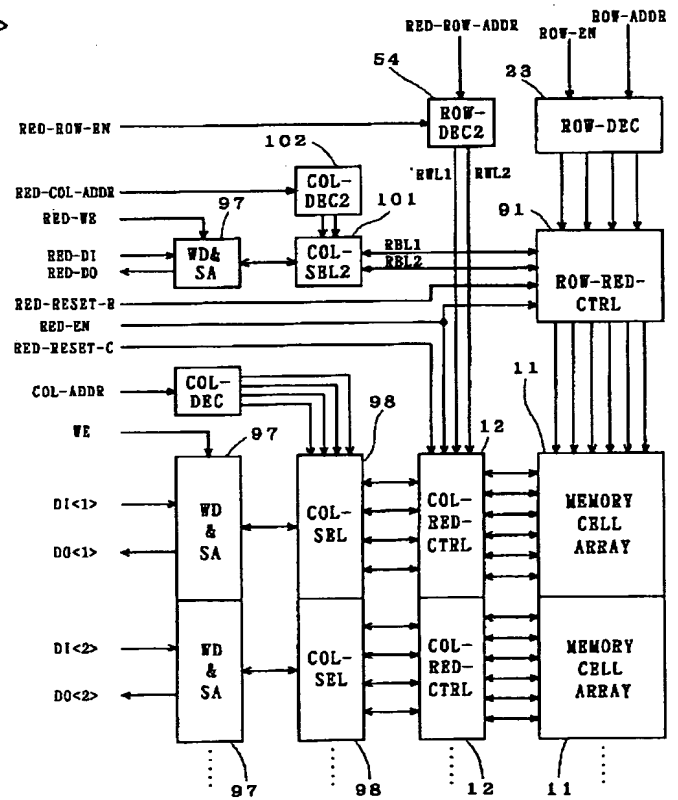 >
ROW-ADDR
RED-ROW-ADDR
ROW-EN
54
23
RED-ROW-EN
ROW-
DEC2
ROW-DEC
102
RED-COL-ADDR
COL-
DEC2
RWL1
RWL2
RED-WE
97
101
91
RED-DI
RED-DO
WD&
SA
COL-
SEL2
RBL1
RBL2
ROW-RED-
CTRL
RED-RESET-R
RED-EN
RED-RESET-C
COL-ADDR
COL-
DEC
98
12
11
WE
97
DI<1>
DO<1>
WD
&
SA
COL-
SEL
COL-
RED-
CTRL
MEMORY
CELL
ARRAY
DI<2>
DO<2>
WD
&
SA
COL-
SEL
COL-
RED-
CTRL
MEMORY
CELL
ARRAY
97
98
12
11